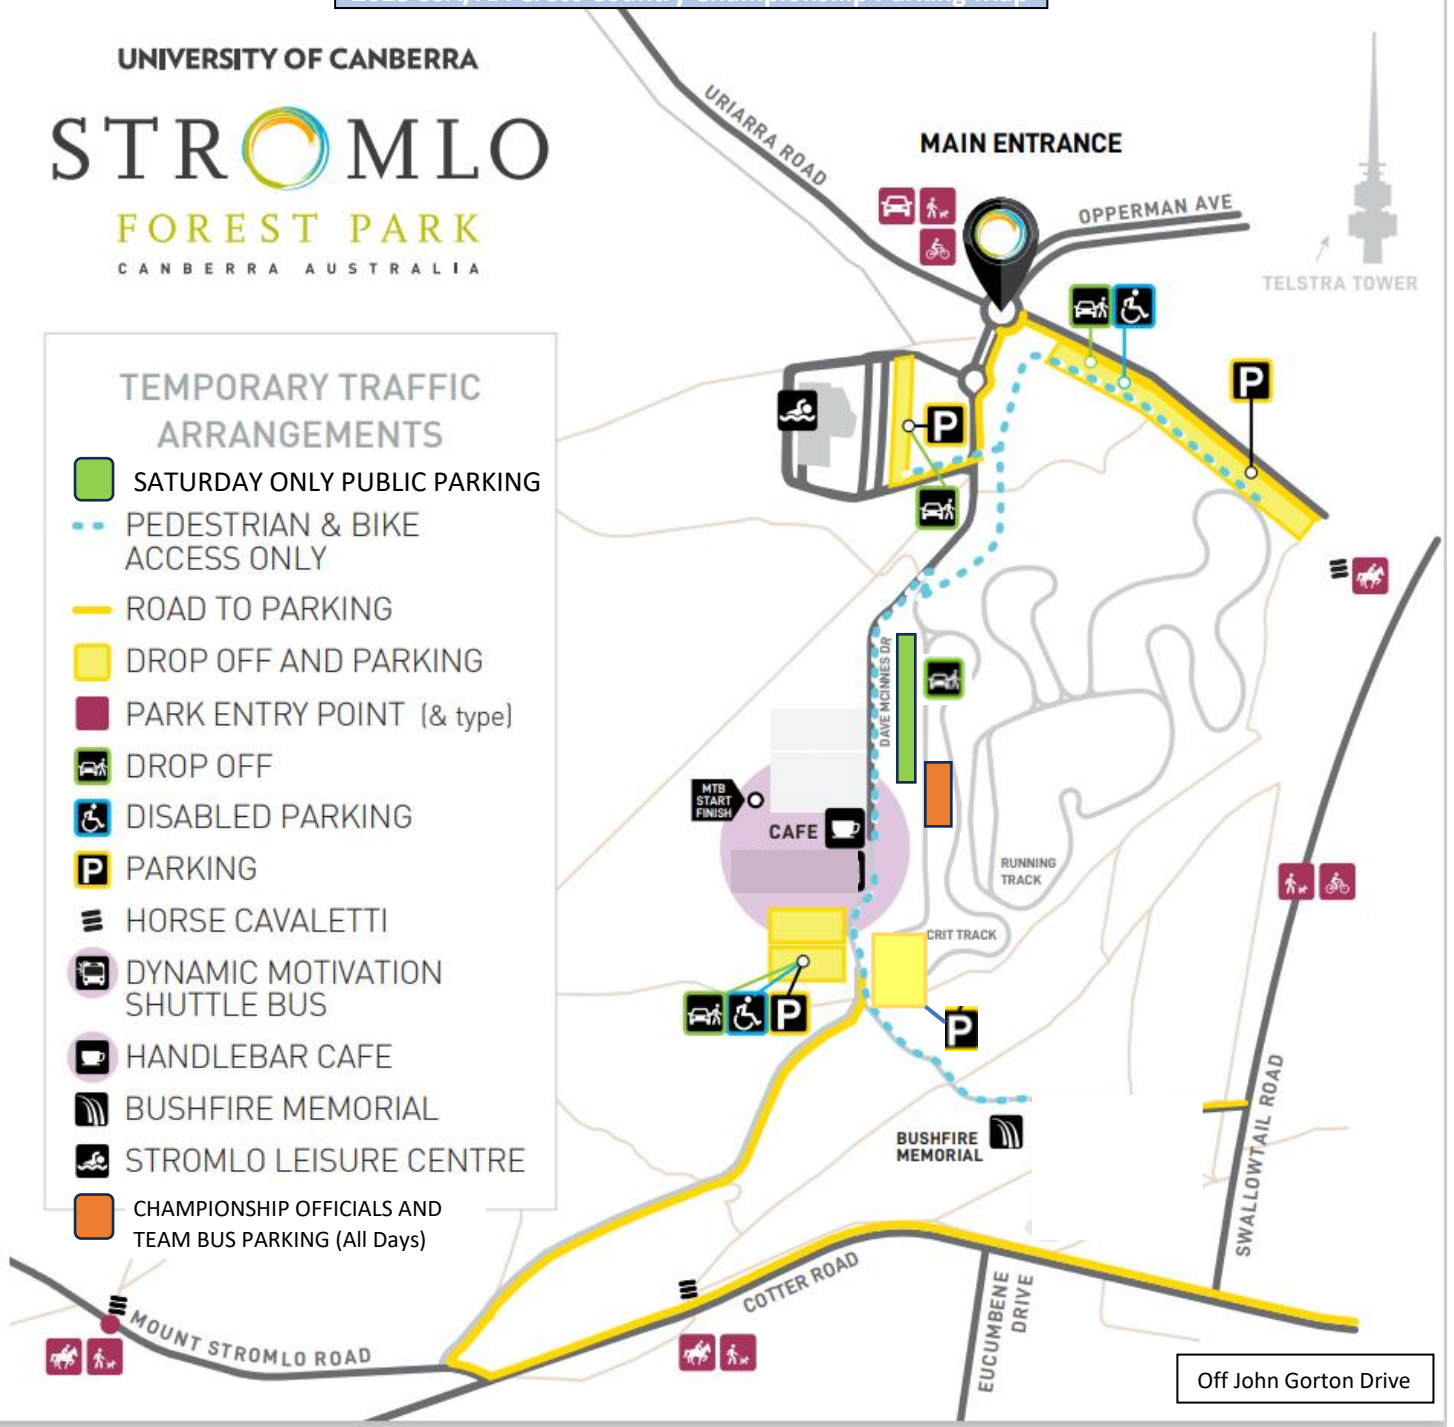 UNIVERSITY OF CANBERRA
STROMLO
FOREST PARK
CANBERRA AUSTRALIA
URIARRA ROAD
MAIN ENTRANCE
OPPERMAN AVE
TELSTRA TOWER
TEMPORARY TRAFFIC
ARRANGEMENTS
SATURDAY ONLY PUBLIC PARKING
PEDESTRIAN & BIKE
ACCESS ONLY
ROAD TO PARKING
DROP OFF AND PARKING
PARK ENTRY POINT (& type)
DROP OFF
DISABLED PARKING
P PARKING
HORSE CAVALETTI
DYNAMIC MOTIVATION
SHUTTLE BUS
HANDLEBAR CAFE
BUSHFIRE MEMORIAL
STROMLO LEISURE CENTRE
CHAMPIONSHIP OFFICIALS AND
TEAM BUS PARKING (All Days)
P
P
DAVE MCINNES DR
MTB
START
FINISH
CAFE
RUNNING
TRACK
CRIT TRACK
P
P
BUSHFIRE
MEMORIAL
SWALLOWTAIL ROAD
COTTER ROAD
EUCUMBENE
DRIVE
MOUNT STROMLO ROAD
Off John Gorton Drive